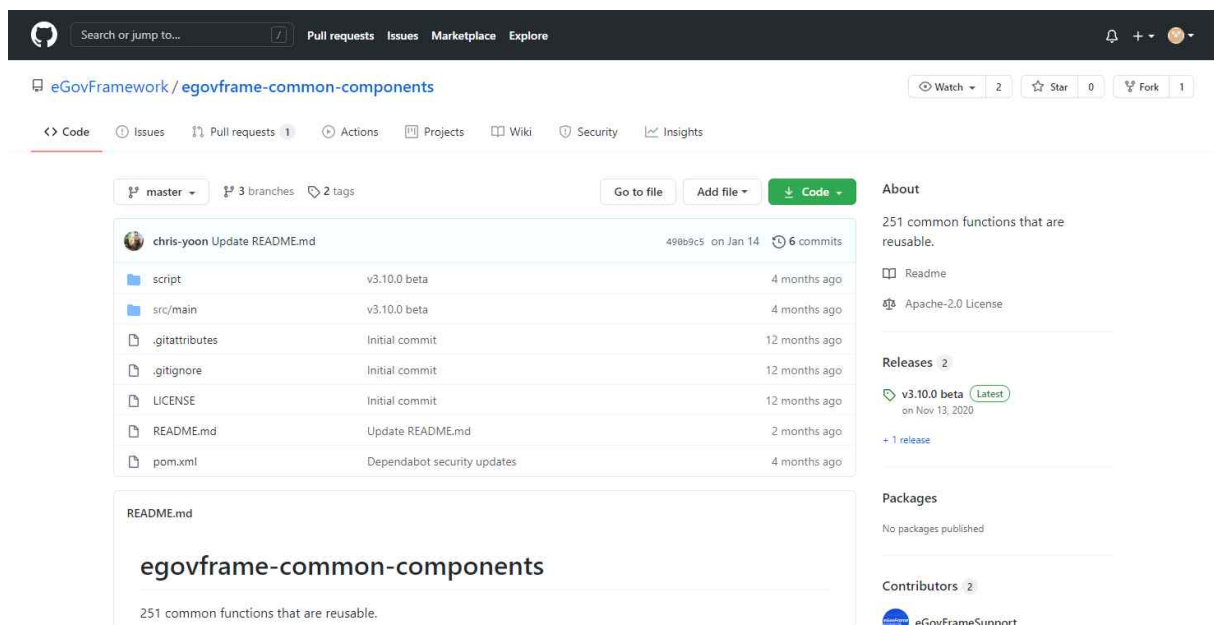 Search or jump to... / Pull requests Issues Marketplace Explore
eGovFramework / egovframe-common-components
Watch 2 Star 0 Fork 1
Code Issues Pull requests 1 Actions Projects Wiki Security Insights
master 3 branches 2 tags Go to file Add file Code
chris-yoon Update README.md 490b9c5 on Jan 14 6 commits
script v3.10.0 beta 4 months ago
src/main v3.10.0 beta 4 months ago
.gitattributes Initial commit 12 months ago
.gitignore Initial commit 12 months ago
LICENSE Initial commit 12 months ago
README.md Update README.md 2 months ago
pom.xml Dependabot security updates 4 months ago
README.md
egovframe-common-components
251 common functions that are reusable.
About
251 common functions that are
reusable.
Readme
Apache-2.0 License
Releases 2
v3.10.0 beta Latest
on Nov 13, 2020
+ 1 release
Packages
No packages published
Contributors 2
eGovFrameSupport